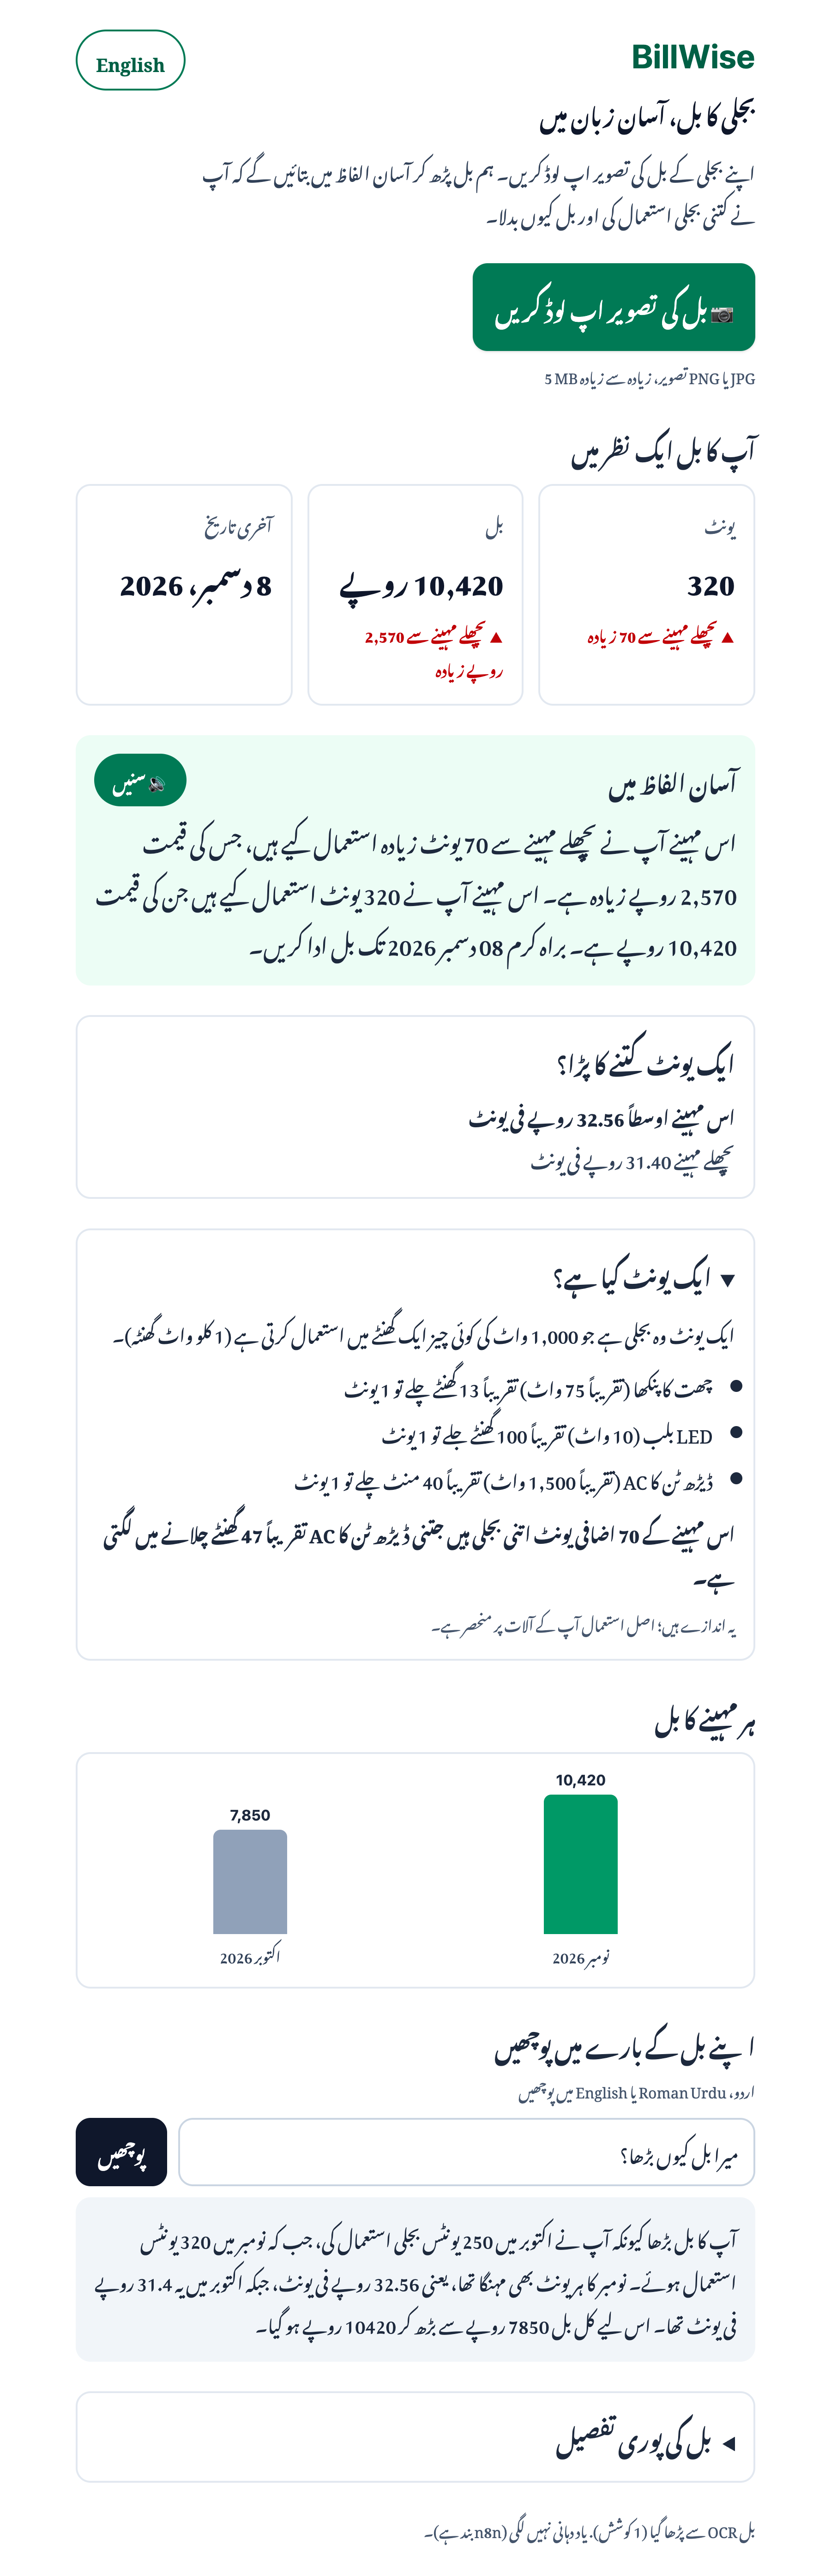 BillWise
English
بجلی کا بل، آسان زبان میں
اپنے بجلی کے بل کی تصویر اپ لوڈ کریں۔ ہم بل پڑھ کر آسان الفاظ میں بتائیں گے کہ آپ
نے کتنی بجلی استعمال کی اور بل کیوں بدلا۔
📷 بل کی تصویر اپ لوڈ کریں
JPG یا PNG تصویر، زیادہ سے زیادہ 5 MB
آپ کا بل ایک نظر میں
یونٹ
320
▲ پچھلے مہینے سے 70 زیادہ
بل
10,420 روپے
▲ پچھلے مہینے سے 2,570
روپے زیادہ
آخری تاریخ
8 دسمبر، 2026
آسان الفاظ میں
🔊 سنیں
اس مہینے آپ نے پچھلے مہینے سے 70 یونٹ زیادہ استعمال کیے ہیں، جس کی قیمت
2,570 روپے زیادہ ہے۔ اس مہینے آپ نے 320 یونٹ استعمال کیے ہیں جن کی قیمت
10,420 روپے ہے۔ براہ کرم 08 دسمبر 2026 تک بل ادا کریں۔
ایک یونٹ کتنے کا پڑا؟
اس مہینے اوسطاً 32.56 روپے فی یونٹ
پچھلے مہینے 31.40 روپے فی یونٹ
▼ ایک یونٹ کیا ہے؟
ایک یونٹ وہ بجلی ہے جو 1,000 واٹ کی کوئی چیز ایک گھنٹے میں استعمال کرتی ہے (1 کلو واٹ گھنٹہ)۔
● چھت کا پنکھا (تقریباً 75 واٹ) تقریباً 13 گھنٹے چلے تو 1 یونٹ
● LED بلب (10 واٹ) تقریباً 100 گھنٹے جلے تو 1 یونٹ
● ڈیڑھ ٹن کا AC (تقریباً 1,500 واٹ) تقریباً 40 منٹ چلے تو 1 یونٹ
اس مہینے کے 70 اضافی یونٹ اتنی بجلی ہیں جتنی ڈیڑھ ٹن کا AC تقریباً 47 گھنٹے چلانے میں لگتی
ہے۔
یہ اندازے ہیں؛ اصل استعمال آپ کے آلات پر منحصر ہے۔
ہر مہینے کا بل
10,420
7,850
نومبر 2026
اکتوبر 2026
اپنے بل کے بارے میں پوچھیں
اردو، Roman Urdu یا English میں پوچھیں
میرا بل کیوں بڑھا؟
پوچھیں
آپ کا بل بڑھا کیونکہ آپ نے اکتوبر میں 250 یونٹس بجلی استعمال کی، جب کہ نومبر میں 320 یونٹس
استعمال ہوئے۔ نومبر کا ہر یونٹ بھی مہنگا تھا، یعنی 32.56 روپے فی یونٹ، جبکہ اکتوبر میں یہ 31.4 روپے
فی یونٹ تھا۔ اس لیے کل بل 7850 روپے سے بڑھ کر 10420 روپے ہو گیا۔
◀ بل کی پوری تفصیل
بل OCR سے پڑھا گیا (1 کوشش). یاد دہانی نہیں لگی (n8n بند ہے)۔